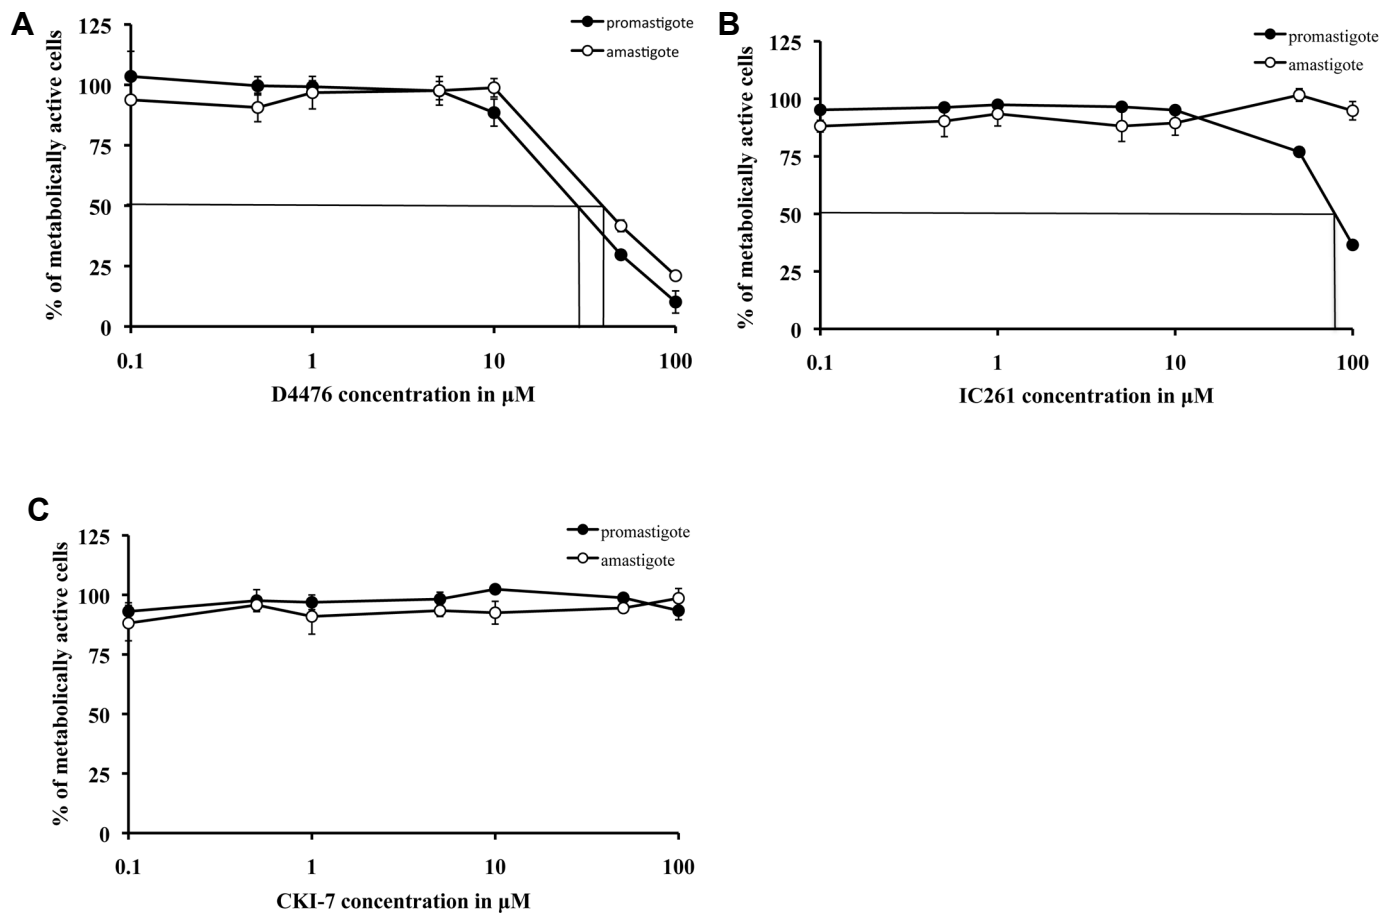 A
% of metabolically active cells
125
100
75
50
25
0
0.1 1 10 100
D4476 concentration in µM
promastigote
amastigote
B
% of metabolically active cells
125
100
75
50
25
0
0.1 1 10 100
IC261 concentration in µM
promastigote
amastigote
C
% of metabolically active cells
125
100
75
50
25
0
0.1 1 10 100
CKI-7 concentration in µM
promastigote
amastigote